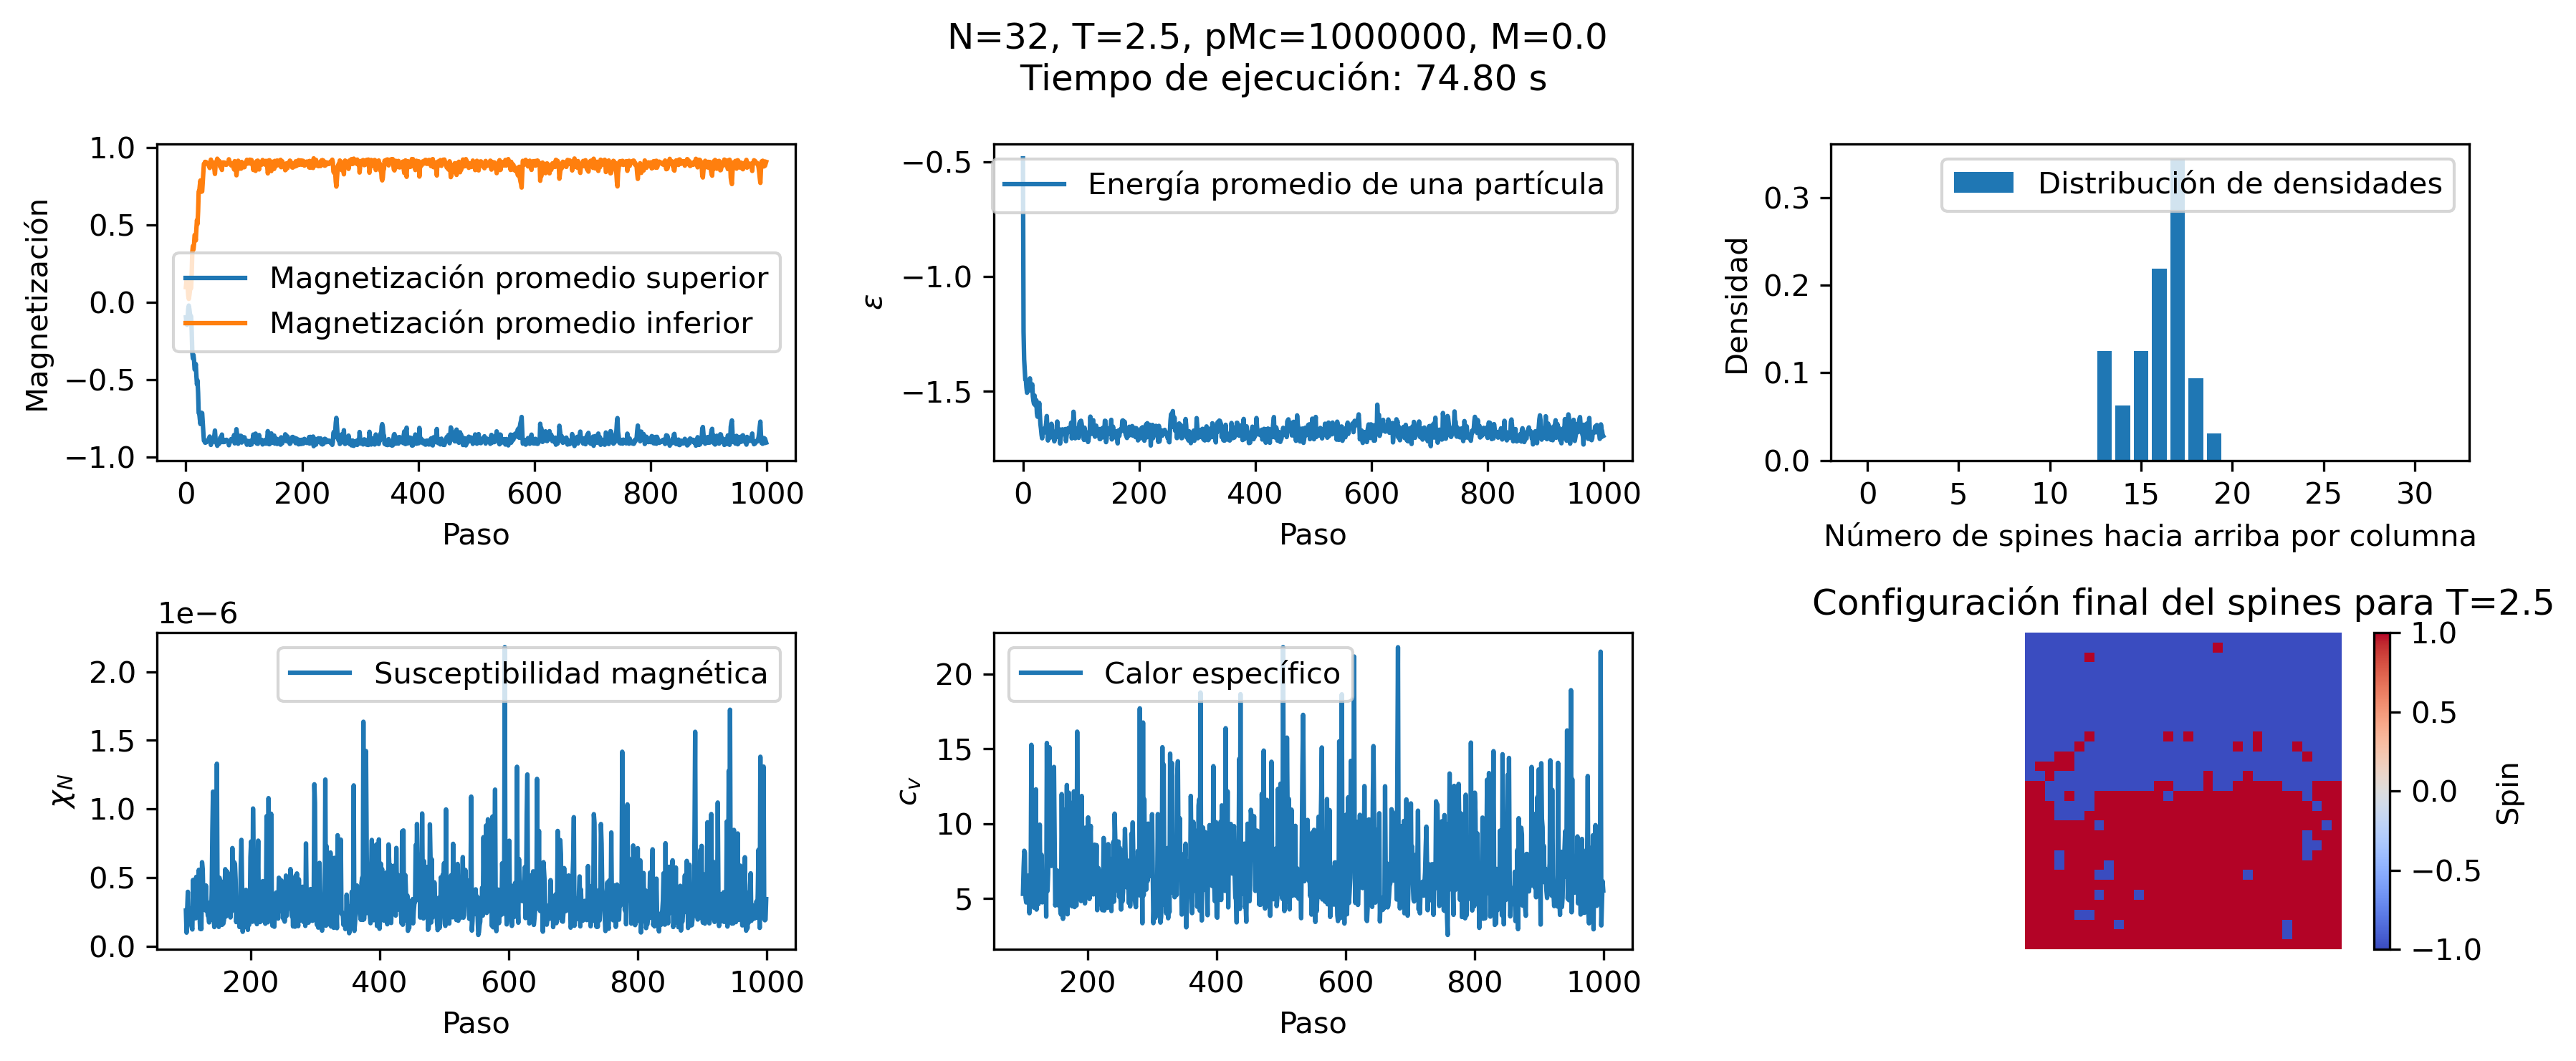 N=32, T=2.5, pMc=1000000, M=0.0
Tiempo de ejecución: 74.80 s
Magnetización
1.0
0.5
0.0
−0.5
−1.0
Magnetización promedio superior
Magnetización promedio inferior
0 200 400 600 800 1000
Paso
ε
−0.5
−1.0
−1.5
Energía promedio de una partícula
0 200 400 600 800 1000
Paso
Densidad
0.3
0.2
0.1
0.0
Distribución de densidades
0 5 10 15 20 25 30
Número de spines hacia arriba por columna
1e−6
χN
2.0
1.5
1.0
0.5
0.0
Susceptibilidad magnética
200 400 600 800 1000
Paso
cv
20
15
10
5
Calor específico
200 400 600 800 1000
Paso
Configuración final del spines para T=2.5
1.0
0.5
0.0
−0.5
−1.0
Spin